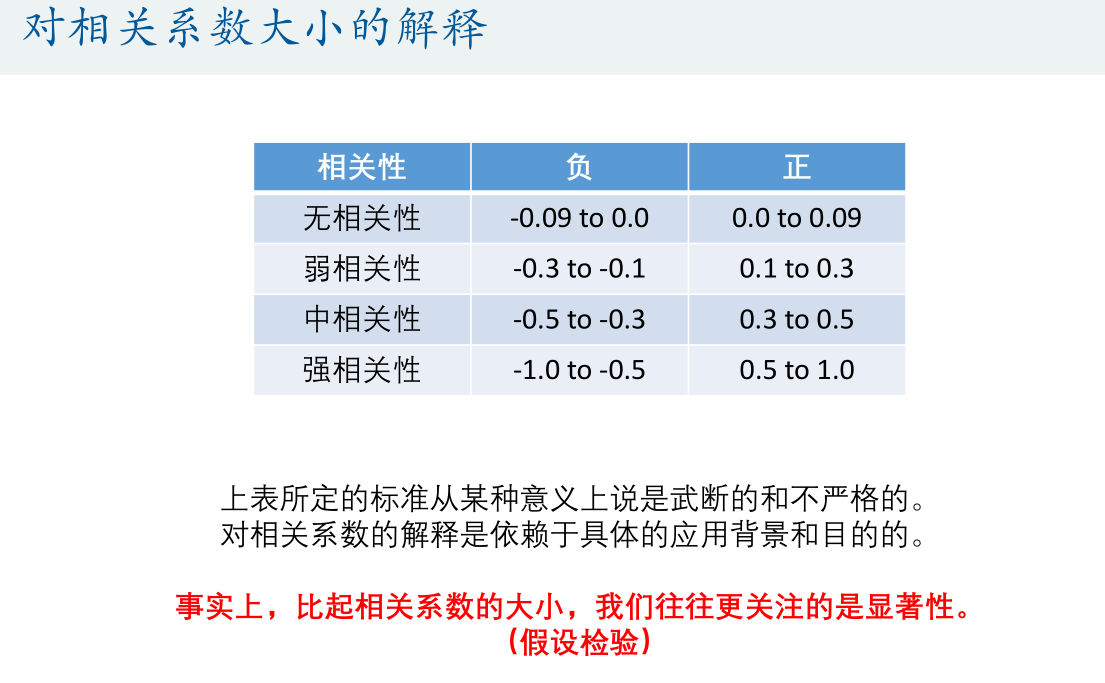 对相关系数大小的解释
相关性 负 正
无相关性 -0.09 to 0.0 0.0 to 0.09
弱相关性 -0.3 to -0.1 0.1 to 0.3
中相关性 -0.5 to -0.3 0.3 to 0.5
强相关性 -1.0 to -0.5 0.5 to 1.0
上表所定的标准从某种意义上说是武断的和不严格的。
对相关系数的解释是依赖于具体的应用背景和目的的。
事实上，比起相关系数的大小，我们往往更关注的是显著性。
（假设检验）